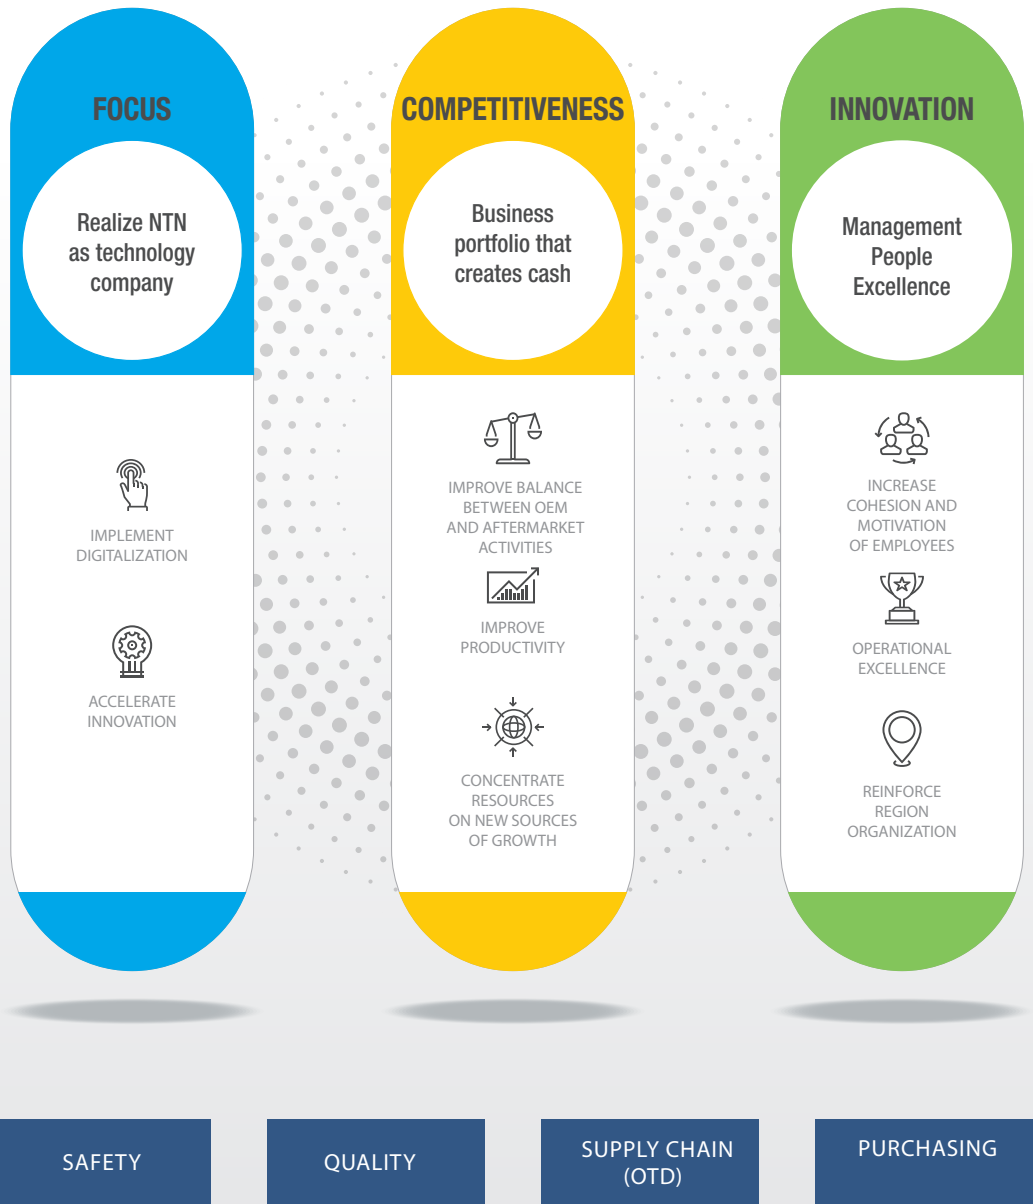 FOCUS
Realize NTN
as technology
company
IMPLEMENT
DIGITALIZATION
ACCELERATE
INNOVATION
COMPETITIVENESS
Business
portfolio that
creates cash
IMPROVE BALANCE
BETWEEN OEM
AND AFTERMARKET
ACTIVITIES
IMPROVE
PRODUCTIVITY
CONCENTRATE
RESOURCES
ON NEW SOURCES
OF GROWTH
INNOVATION
Management
People
Excellence
INCREASE
COHESION AND
MOTIVATION
OF EMPLOYEES
OPERATIONAL
EXCELLENCE
REINFORCE
REGION
ORGANIZATION
SAFETY
QUALITY
SUPPLY CHAIN
(OTD)
PURCHASING